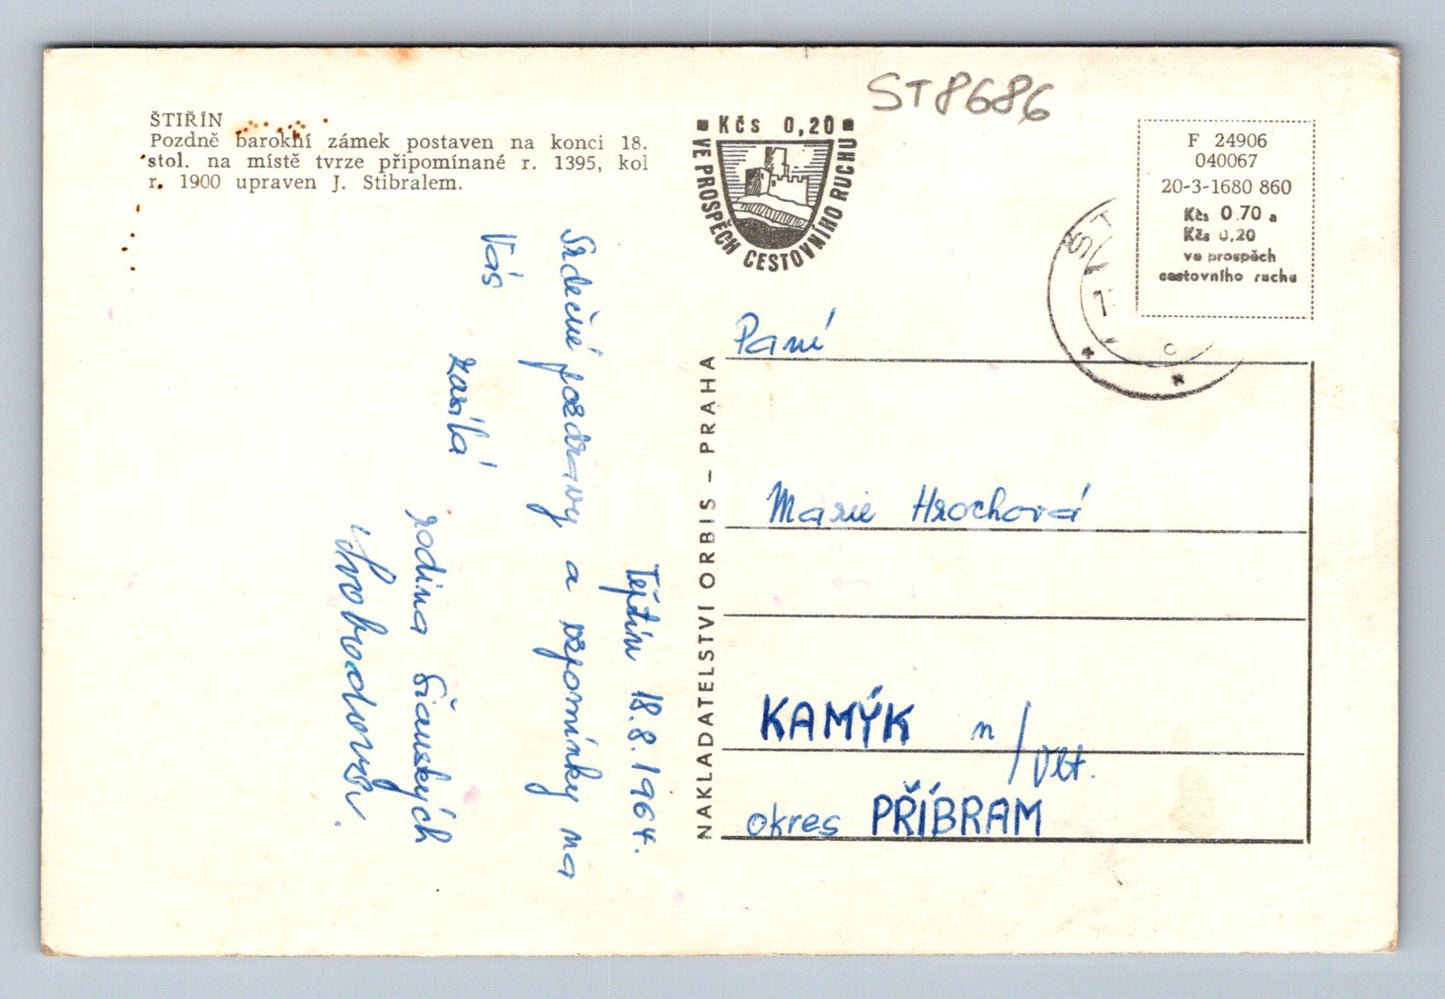 ST8686
ŠTIŘÍN
Pozdně barokní zámek postaven na konci 18.
stol. na místě tvrze připomínané r. 1395, kol
r. 1900 upraven J. Stibralem.
Kčs 0,20
VE PROSPĚCH CESTOVNÍHO RUCHU
F 24906
040067
20-3-1680 860
Kčs 0.70 a
Kčs 0,20
ve prospěch
cestovního ruchu
ST
18.8.1964.
Srdečné pozdravy a vzpomínky na
Vás
zasílá
rodina
NAKLADATELSTVÍ ORBIS – PRAHA
Paní
Marie Hrochová
KAMÝK n/Vlt.
okres PŘÍBRAM